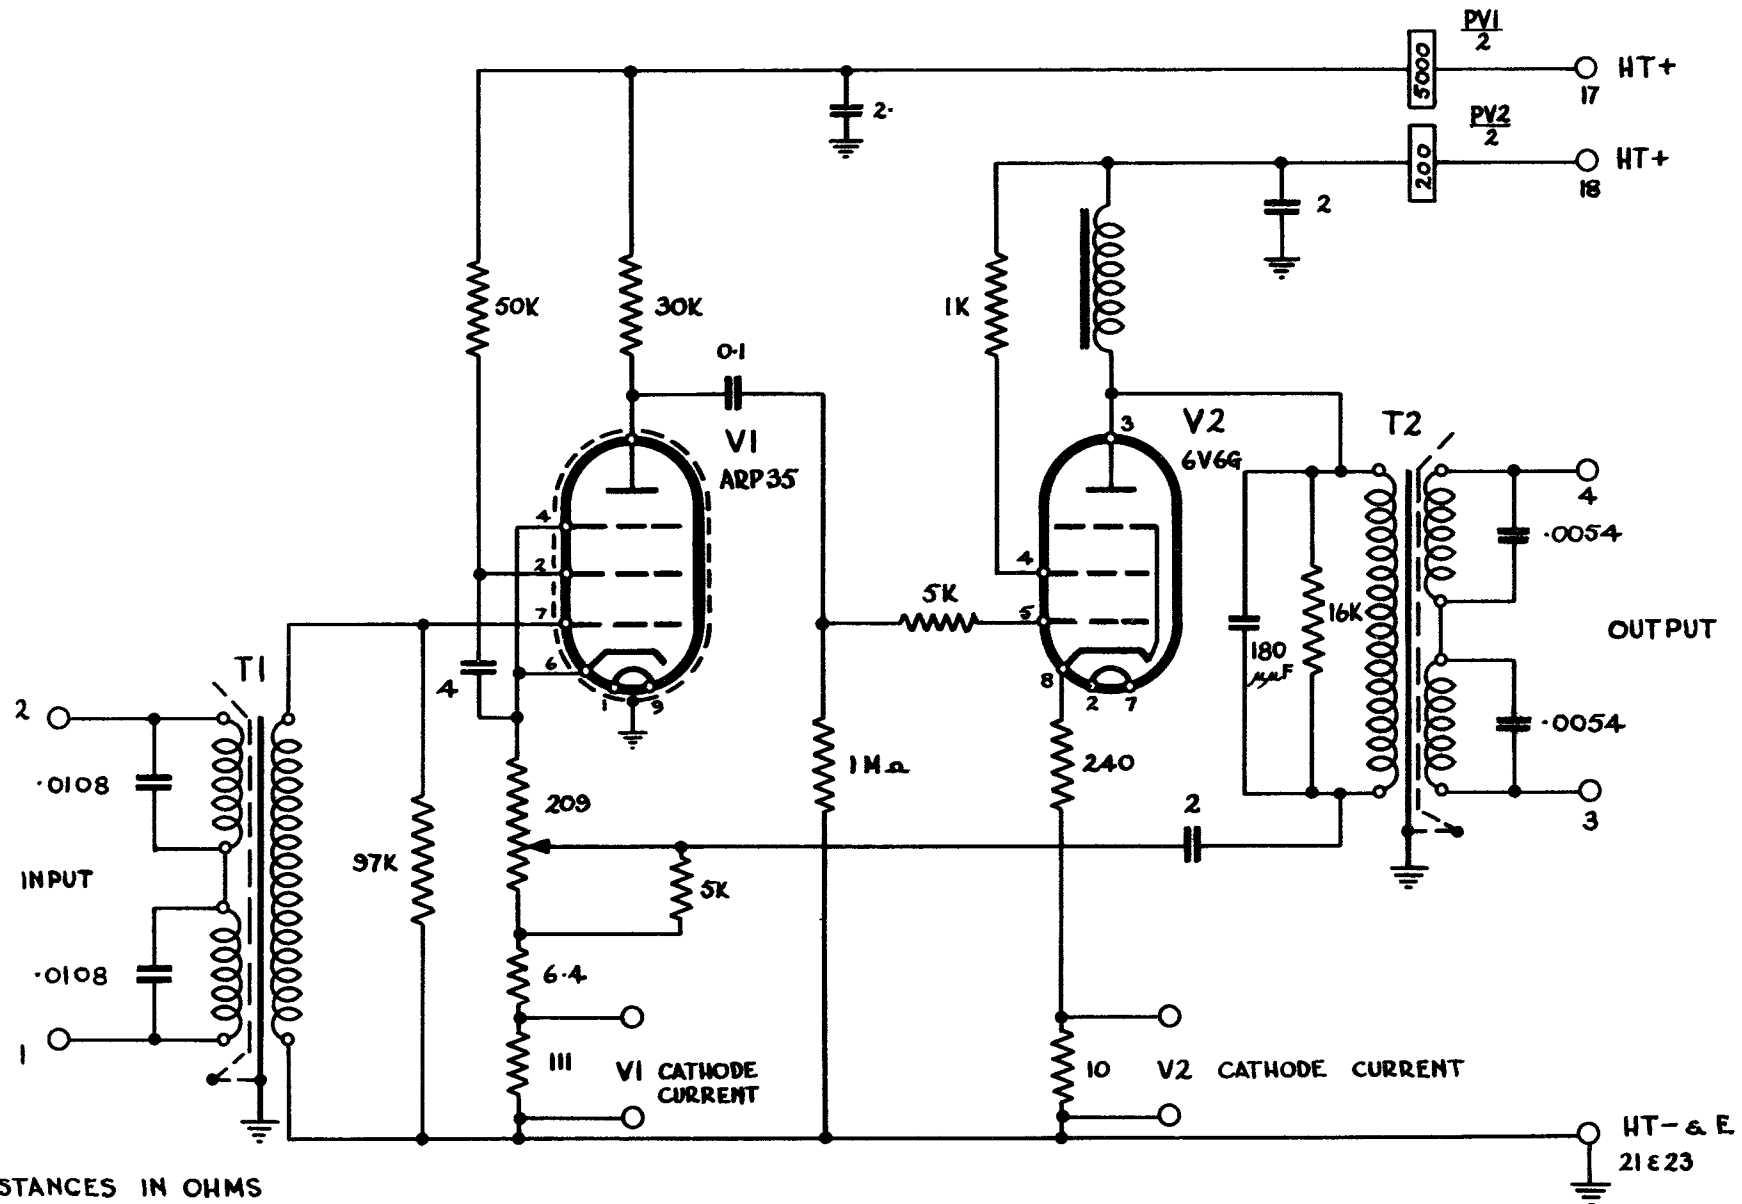 PV1
2
5000
HT+
17
2.
PV2
2
200
HT+
18
2
50K
30K
1K
0.1
V1
ARP35
3
V2
6V6G
T2
4
2
7
6
1
9
4
4
5
8
2
7
5K
180
µµF
16K
4
.0054
OUTPUT
.0054
3
T1
2
.0108
INPUT
.0108
1
97K
209
1MΩ
240
2
5K
6.4
111
V1 CATHODE
CURRENT
10
V2 CATHODE CURRENT
HT- & E
21 & 23
STANCES IN OHMS